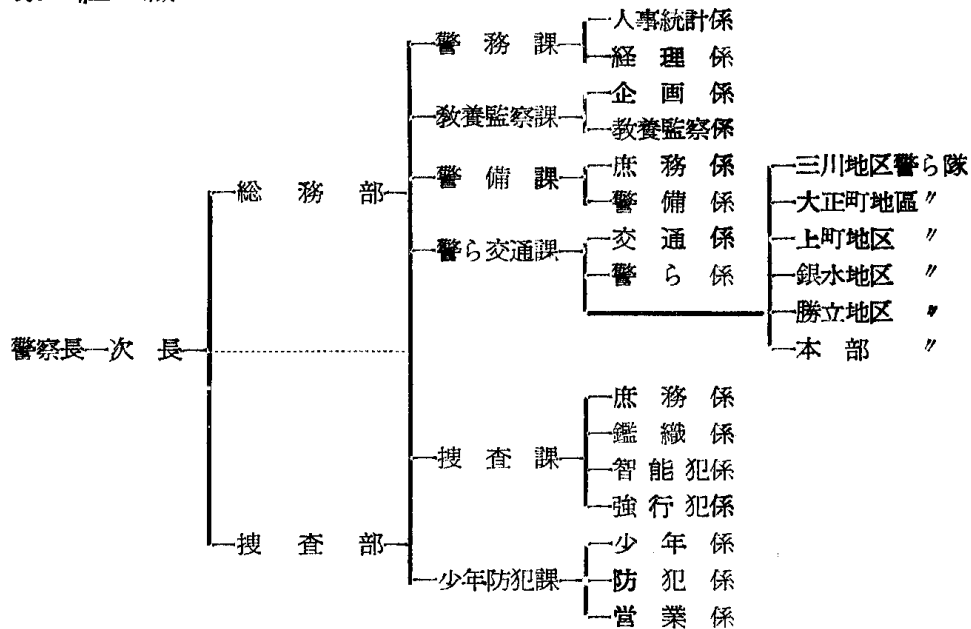 人事統計係
警務課
経理係
企画係
教養監察課
教養監察係
警備課
庶務係
三川地区警ら隊
総務部
警備係
大正町地區〃
警ら交通課
交通係
上町地区〃
警ら係
銀水地区〃
勝立地区〃
警察長
次長
本部〃
庶務係
鑑織係
捜査課
智能犯係
強行犯係
捜査部
少年係
少年防犯課
防犯係
営業係